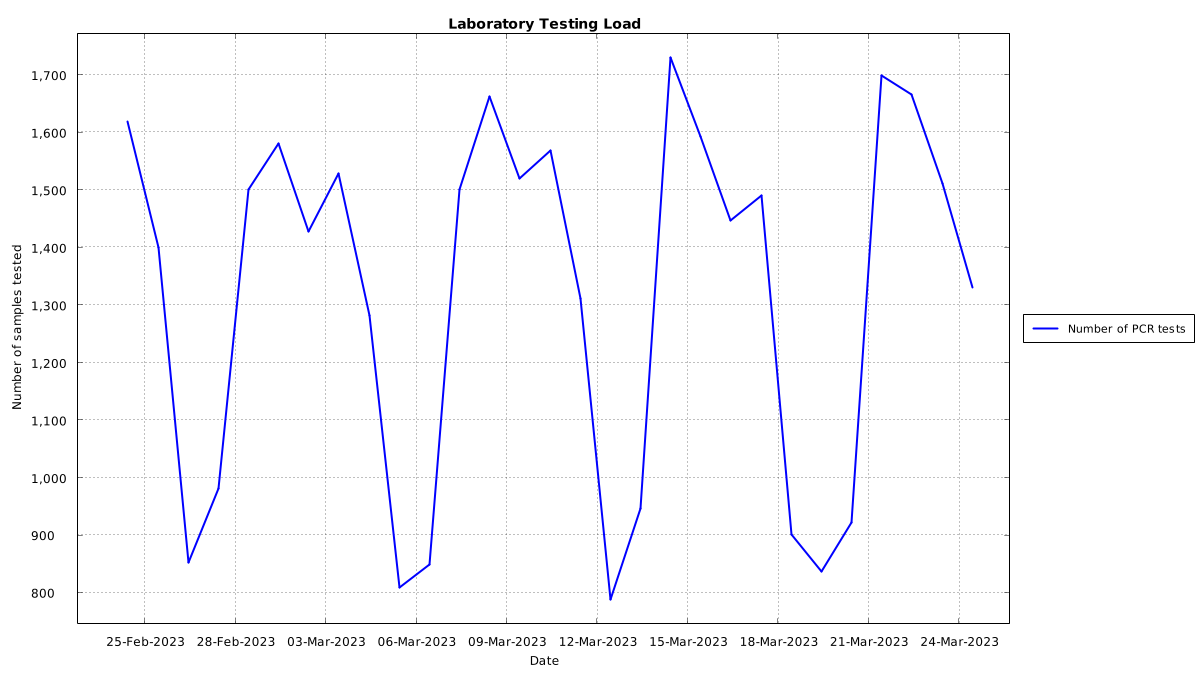 Laboratory Testing Load
1,700
1,600
1,500
1,400
1,300
1,200
1,100
1,000
900
800
Number of samples tested
25-Feb-2023 28-Feb-2023 03-Mar-2023 06-Mar-2023 09-Mar-2023 12-Mar-2023 15-Mar-2023 18-Mar-2023 21-Mar-2023 24-Mar-2023
Date
Number of PCR tests